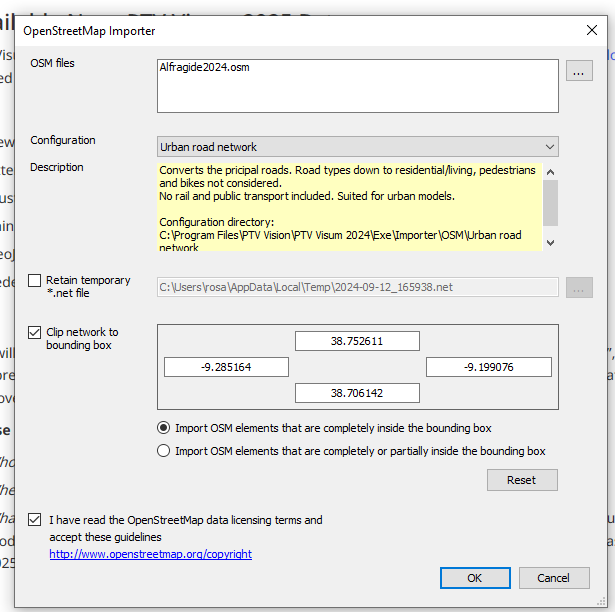 OpenStreetMap Importer
OSM files
Alfragide2024.osm
...
Configuration
Urban road network
Description
Converts the pricipal roads. Road types down to residential/living, pedestrians
and bikes not considered.
No rail and public transport included. Suited for urban models.
Configuration directory:
C:\Program Files\PTV Vision\PTV Visum 2024\Exe\Importer\OSM\Urban road
network
Retain temporary
*.net file
C:\Users\rosa\AppData\Local\Temp\2024-09-12_165938.net
...
Clip network to
bounding box
38.752611
-9.285164
-9.199076
38.706142
Import OSM elements that are completely inside the bounding box
Import OSM elements that are completely or partially inside the bounding box
Reset
I have read the OpenStreetMap data licensing terms and
accept these guidelines
http://www.openstreetmap.org/copyright
OK
Cancel